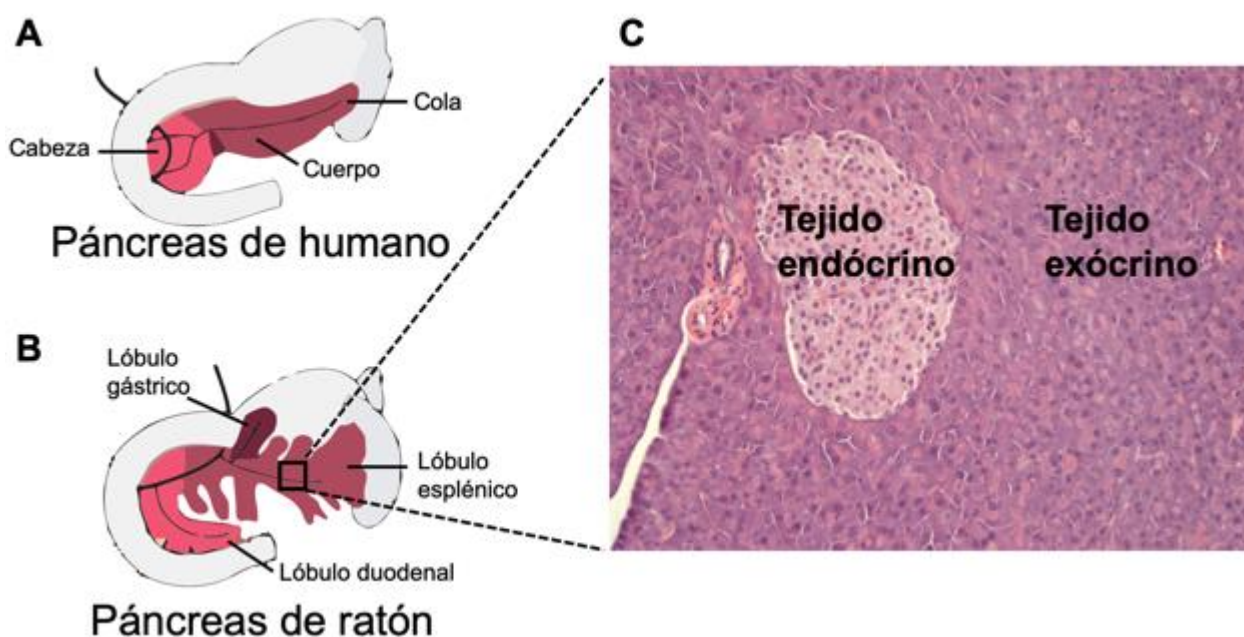 A
Cola
Cabeza
Cuerpo
Páncreas de humano
B
Lóbulo
gástrico
Lóbulo
esplénico
Lóbulo duodenal
Páncreas de ratón
C
Tejido
endócrino
Tejido
exócrino